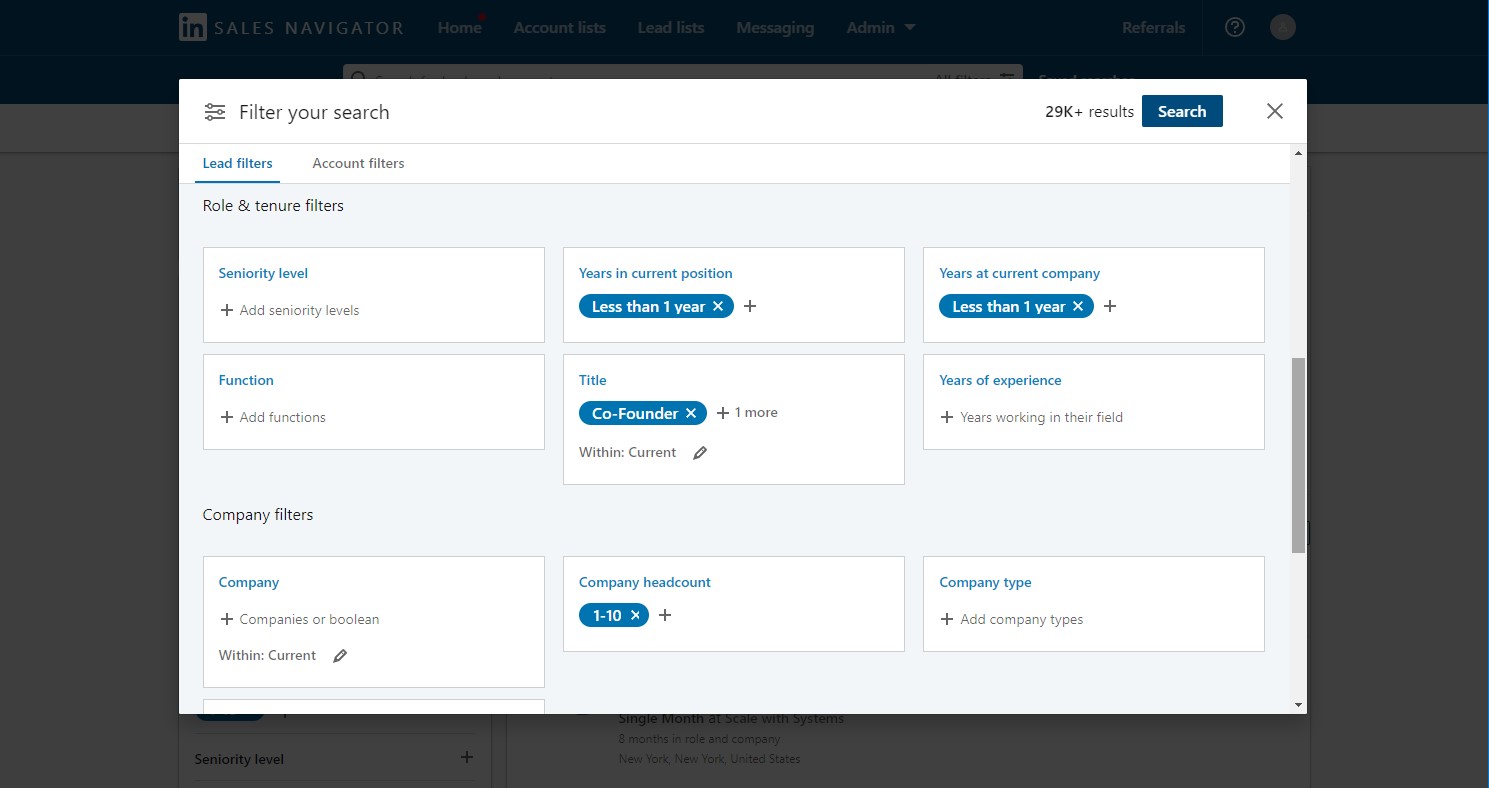 in SALES NAVIGATOR Home Account lists Lead lists Messaging Admin Referrals
Filter your search 29K+ results Search
Lead filters Account filters
Role & tenure filters
Seniority level Years in current position Years at current company
+ Add seniority levels Less than 1 year × + Less than 1 year × +
Function Title Years of experience
+ Add functions Co-Founder × + 1 more + Years working in their field
Within: Current
Company filters
Company Company headcount Company type
+ Companies or boolean 1-10 × + + Add company types
Within: Current
Single Month at Scale with Systems
8 months in role and company
Seniority level + New York, New York, United States